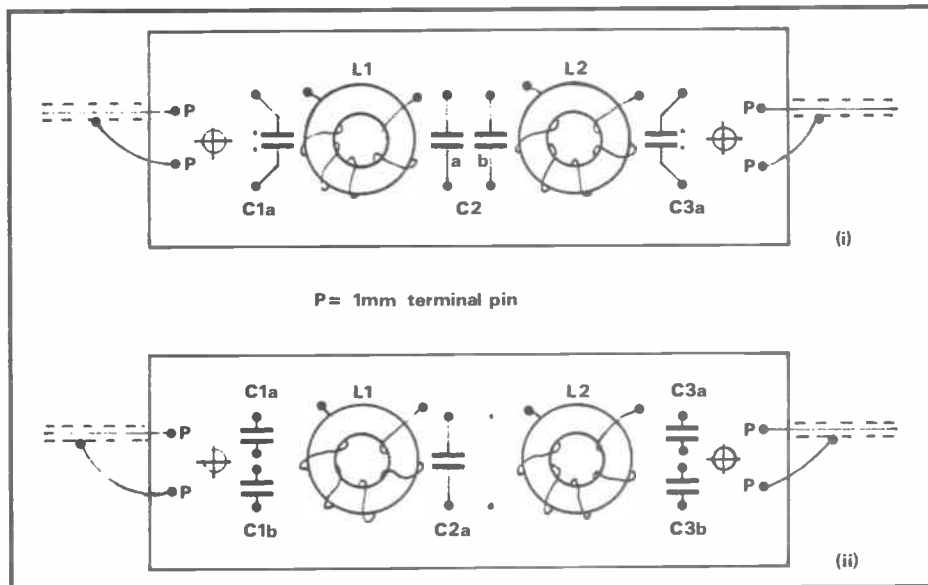 L1 L2
P P
a b
P P
C1a C2 C3a
(i)
P = 1mm terminal pin
C1a L1 L2 C3a
P P
P P
C1b C2a C3b
(ii)